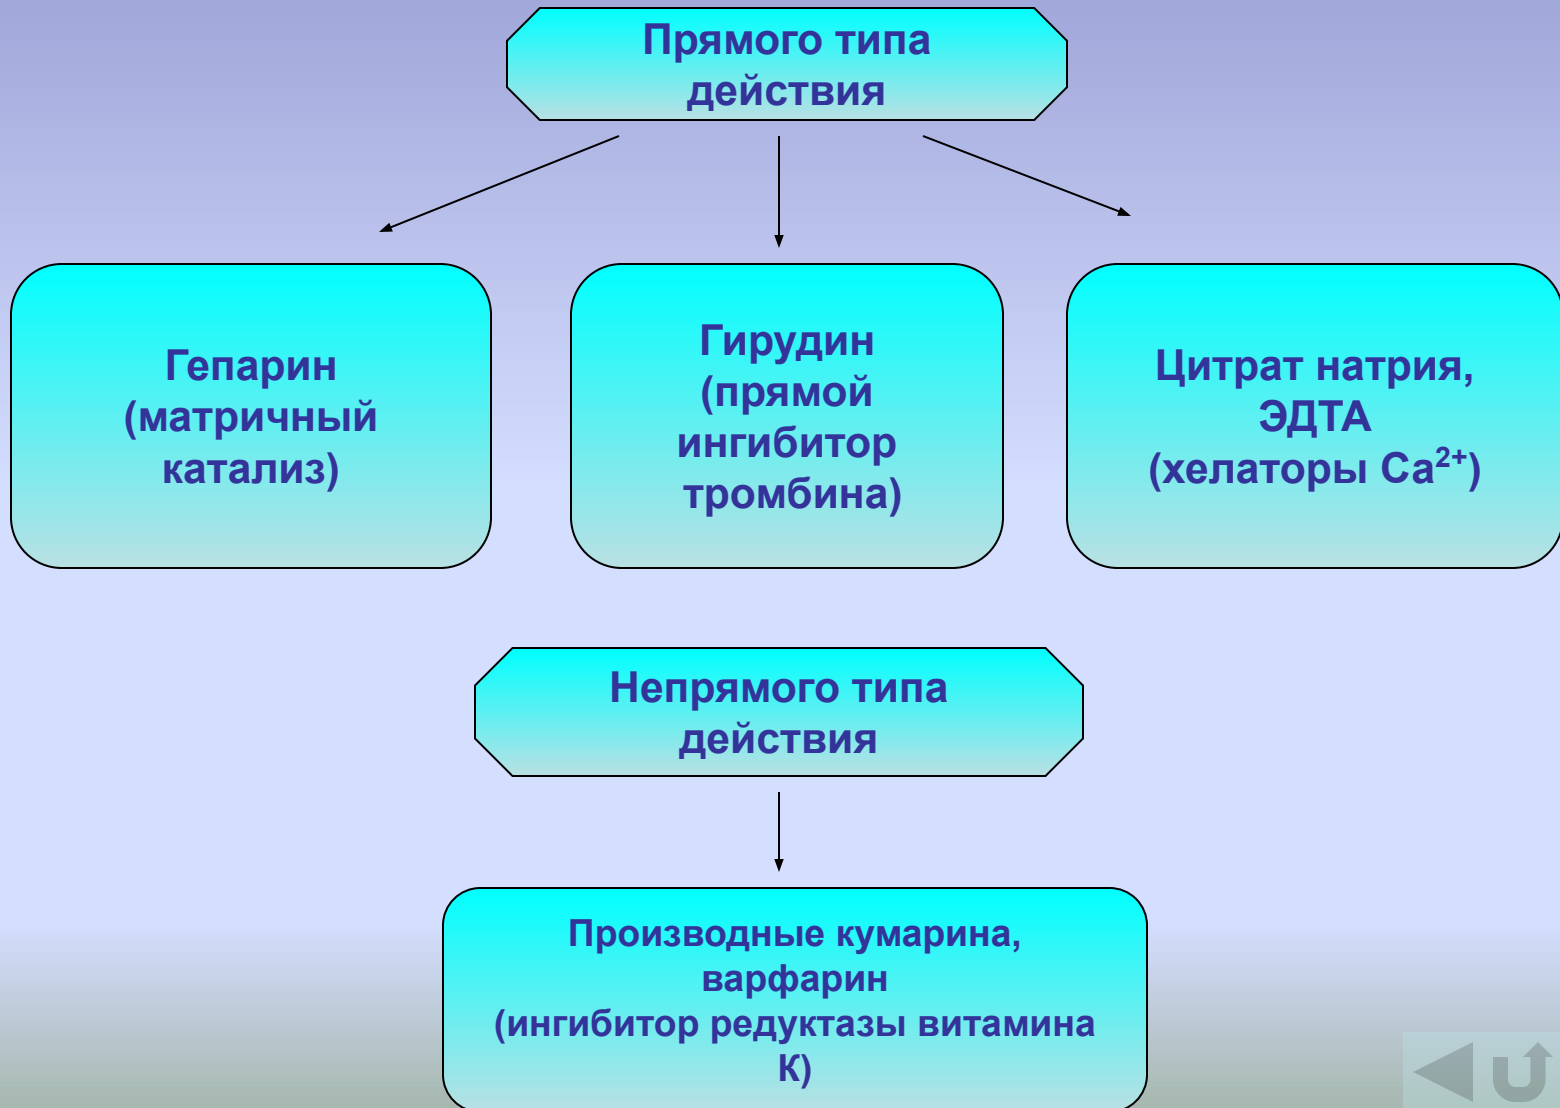 Прямого типа
действия
Гепарин
(матричный
катализ)
Гирудин
(прямой
ингибитор
тромбина)
Цитрат натрия,
ЭДТА
(хелаторы Ca²⁺)
Непрямого типа
действия
Производные кумарина,
варфарин
(ингибитор редуктазы витамина
К)